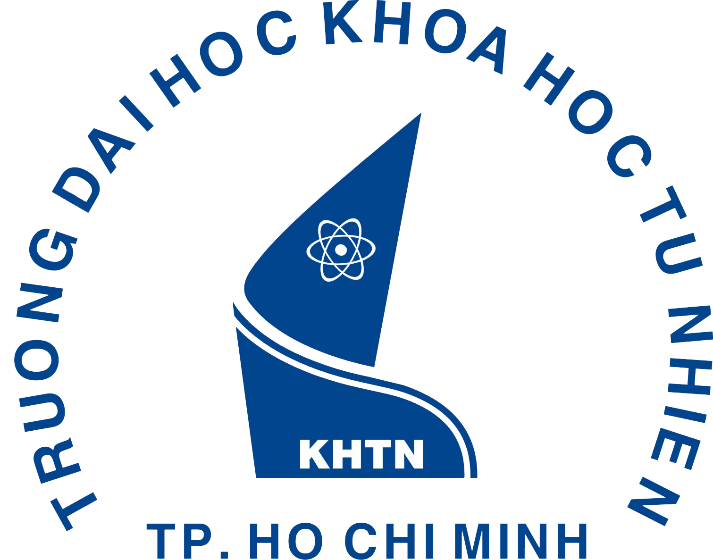 TRUONG DAI HOC KHOA HOC TU NHIEN
KHTN
TP. HO CHI MINH